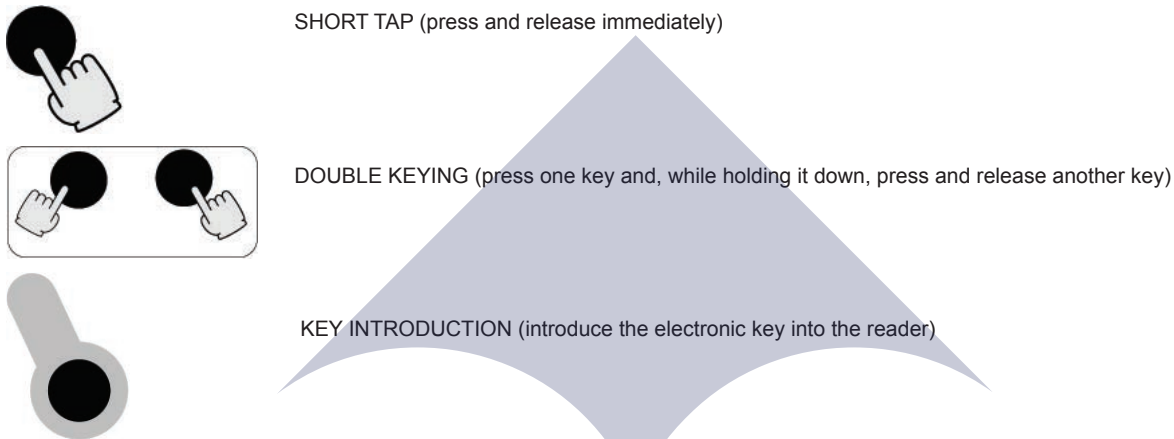 SHORT TAP (press and release immediately)
DOUBLE KEYING (press one key and, while holding it down, press and release another key)
KEY INTRODUCTION (introduce the electronic key into the reader)